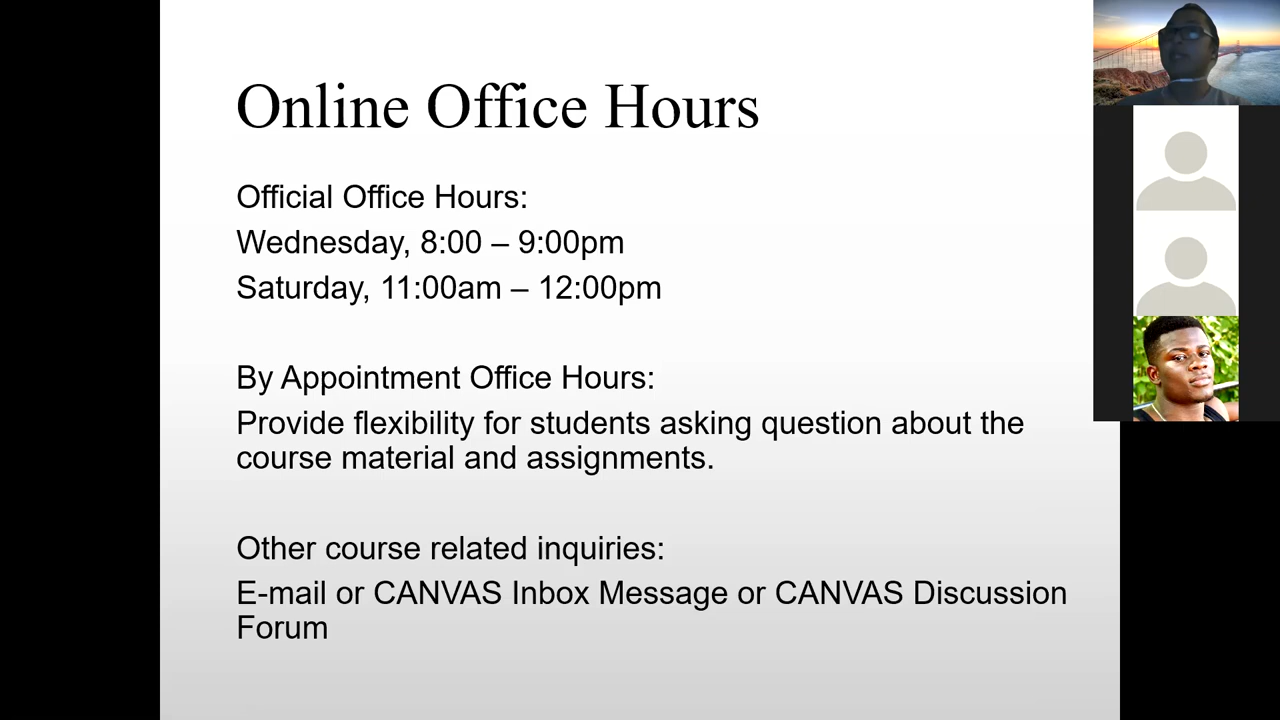 Online Office Hours
Official Office Hours:
Wednesday, 8:00 – 9:00pm
Saturday, 11:00am – 12:00pm
By Appointment Office Hours:
Provide flexibility for students asking question about the
course material and assignments.
Other course related inquiries:
E-mail or CANVAS Inbox Message or CANVAS Discussion
Forum